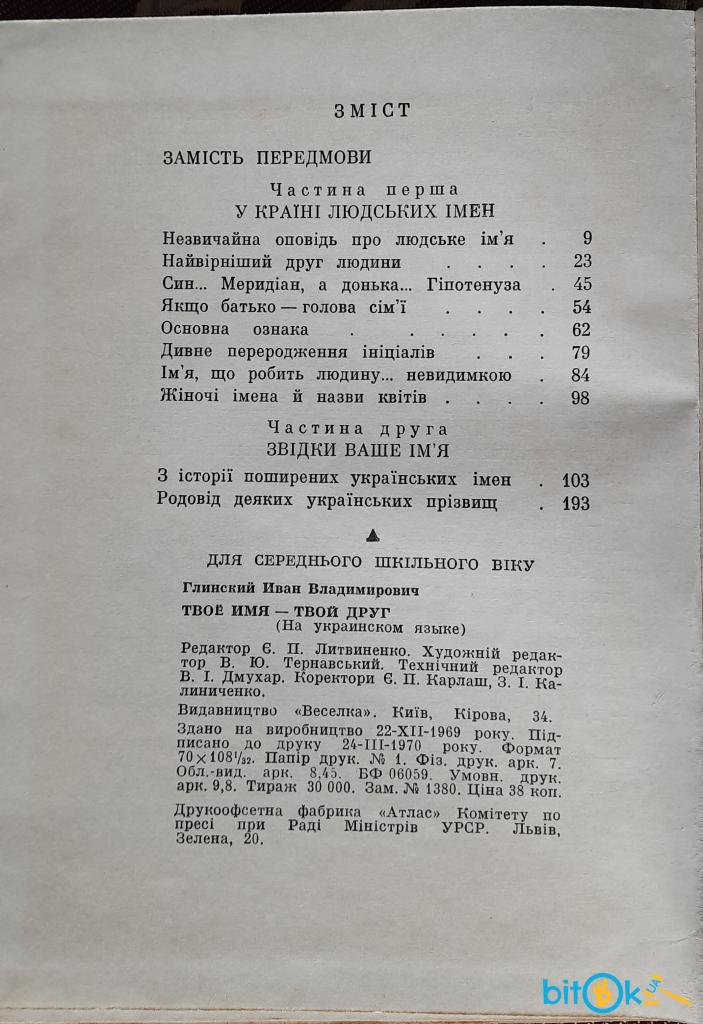 ЗМІСТ
ЗАМІСТЬ ПЕРЕДМОВИ
Частина перша
У КРАЇНІ ЛЮДСЬКИХ ІМЕН
Незвичайна оповідь про людське ім’я . 9
Найвірніший друг людини . . . . 23
Син... Меридіан, а донька... Гіпотенуза . 45
Якщо батько — голова сім’ї . . . . 54
Основна ознака . . . . . . 62
Дивне переродження ініціалів . . . 79
Ім’я, що робить людину... невидимкою . 84
Жіночі імена й назви квітів . . . . 98
Частина друга
ЗВІДКИ ВАШЕ ІМ’Я
З історії поширених українських імен . 103
Родовід деяких українських прізвищ . 193
ДЛЯ СЕРЕДНЬОГО ШКІЛЬНОГО ВІКУ
Глинский Иван Владимирович
ТВОЁ ИМЯ — ТВОЙ ДРУГ
(На украинском языке)
Редактор Є. П. Литвиненко. Художній редак-
тор В. Ю. Тернавський. Технічний редактор
В. І. Дмухар. Коректори Є. П. Карлаш, З. І. Ка-
линиченко.
Видавництво «Веселка». Київ, Кірова, 34.
Здано на виробництво 22-XII-1969 року. Під-
писано до друку 24-III-1970 року. Формат
70×108¹/₃₂. Папір друк. № 1. Фіз. друк. арк. 7.
Обл.-вид. арк. 8,45. БФ 06059. Умовн. друк.
арк. 9,8. Тираж 30 000. Зам. № 1380. Ціна 38 коп.
Друкоофсетна фабрика «Атлас» Комітету по
пресі при Раді Міністрів УРСР. Львів,
Зелена, 20.
bitok.ua